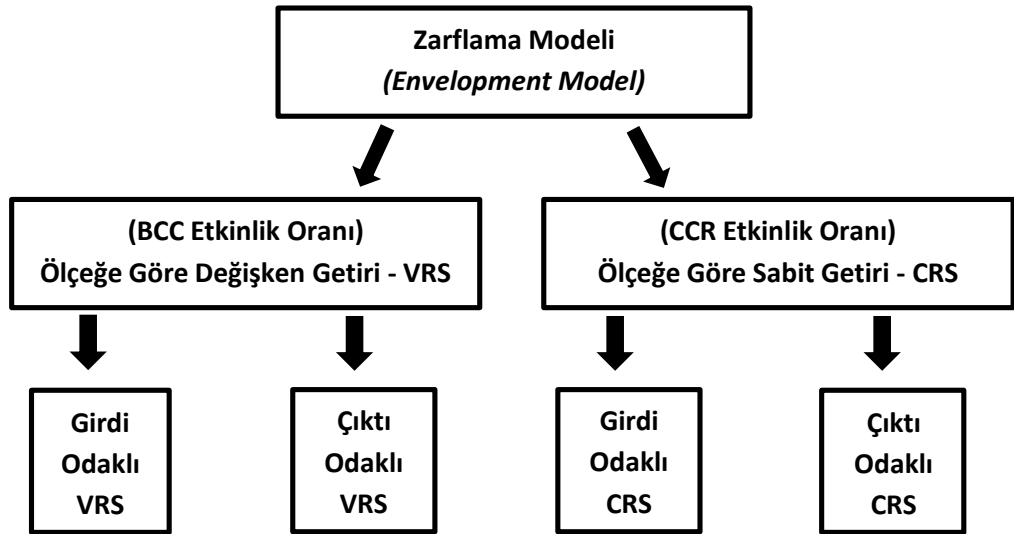 Zarflama Modeli
(Envelopment Model)
(BCC Etkinlik Oranı)
Ölçeğe Göre Değişken Getiri - VRS
(CCR Etkinlik Oranı)
Ölçeğe Göre Sabit Getiri - CRS
Girdi
Odaklı
VRS
Çıktı
Odaklı
VRS
Girdi
Odaklı
CRS
Çıktı
Odaklı
CRS